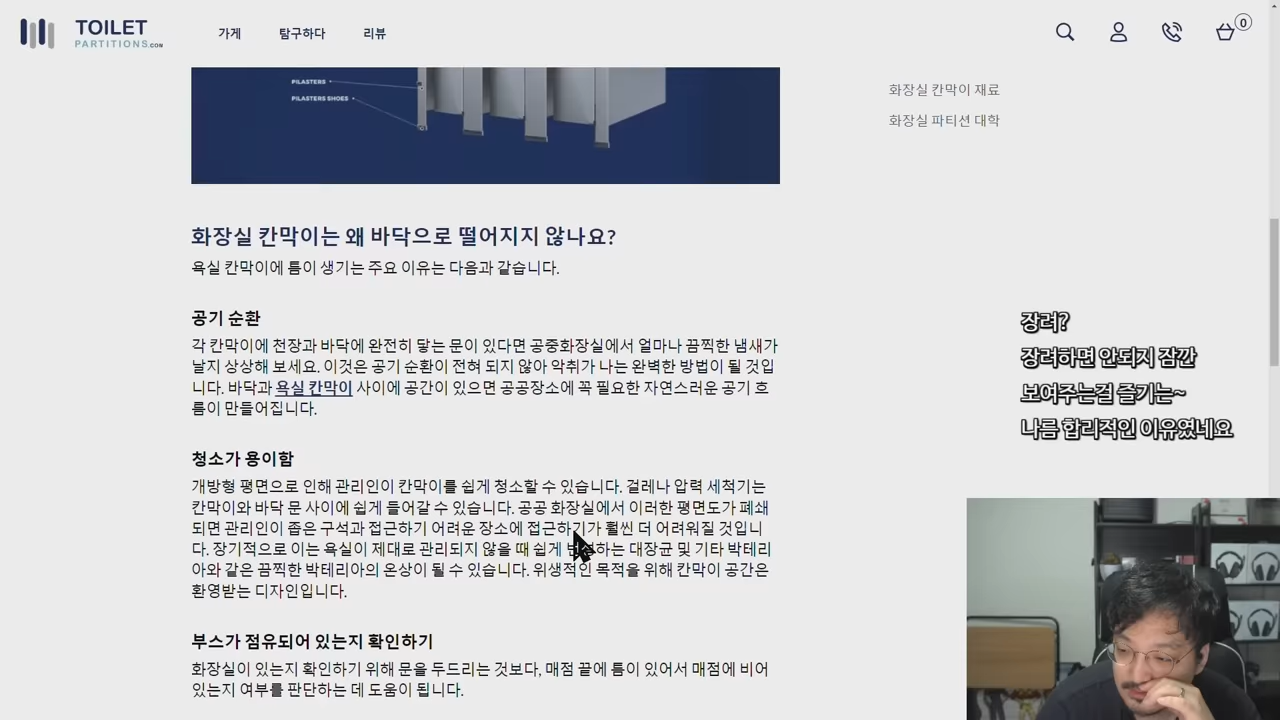 TOILET
PARTITIONS.COM
가게
탐구하다
리뷰
0
PILASTERS
PILASTERS SHOES
화장실 칸막이 재료
화장실 파티션 대학
화장실 칸막이는 왜 바닥으로 떨어지지 않나요?
욕실 칸막이에 틈이 생기는 주요 이유는 다음과 같습니다.
공기 순환
각 칸막이에 천장과 바닥에 완전히 닿는 문이 있다면 공중화장실에서 얼마나 끔찍한 냄새가
날지 상상해 보세요. 이것은 공기 순환이 전혀 되지 않아 악취가 나는 완벽한 방법이 될 것입
니다. 바닥과 욕실 칸막이 사이에 공간이 있으면 공공장소에 꼭 필요한 자연스러운 공기 흐
름이 만들어집니다.
청소가 용이함
개방형 평면으로 인해 관리인이 칸막이를 쉽게 청소할 수 있습니다. 걸레나 압력 세척기는
칸막이와 바닥 문 사이에 쉽게 들어갈 수 있습니다. 공공 화장실에서 이러한 평면도가 폐쇄
되면 관리인이 좁은 구석과 접근하기 어려운 장소에 접근하기가 훨씬 더 어려워질 것입니
다. 장기적으로 이는 욕실이 제대로 관리되지 않을 때 쉽게 하는 대장균 및 기타 박테리
아와 같은 끔찍한 박테리아의 온상이 될 수 있습니다. 위생적인 목적을 위해 칸막이 공간은
환영받는 디자인입니다.
부스가 점유되어 있는지 확인하기
화장실이 있는지 확인하기 위해 문을 두드리는 것보다, 매점 끝에 틈이 있어서 매점에 비어
있는지 여부를 판단하는 데 도움이 됩니다.
장려?
장려하면 안되지 잠깐
보여주는걸 즐기는~
나름 합리적인 이유였네요